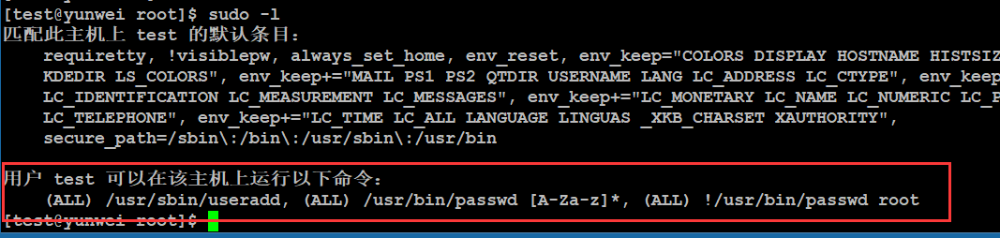 [test@yunwei root]$ sudo -l
匹配此主机上 test 的默认条目：
requiretty, !visiblepw, always_set_home, env_reset, env_keep="COLORS DISPLAY HOSTNAME HISTSIZ
KDEDIR LS_COLORS", env_keep+="MAIL PS1 PS2 QTDIR USERNAME LANG LC_ADDRESS LC_CTYPE", env_keep
LC_IDENTIFICATION LC_MEASUREMENT LC_MESSAGES", env_keep+="LC_MONETARY LC_NAME LC_NUMERIC LC_P
LC_TELEPHONE", env_keep+="LC_TIME LC_ALL LANGUAGE LINGUAS _XKB_CHARSET XAUTHORITY",
secure_path=/sbin\:/bin\:/usr/sbin\:/usr/bin
用户 test 可以在该主机上运行以下命令：
(ALL) /usr/sbin/useradd, (ALL) /usr/bin/passwd [A-Za-z]*, (ALL) !/usr/bin/passwd root
[test@yunwei root]$